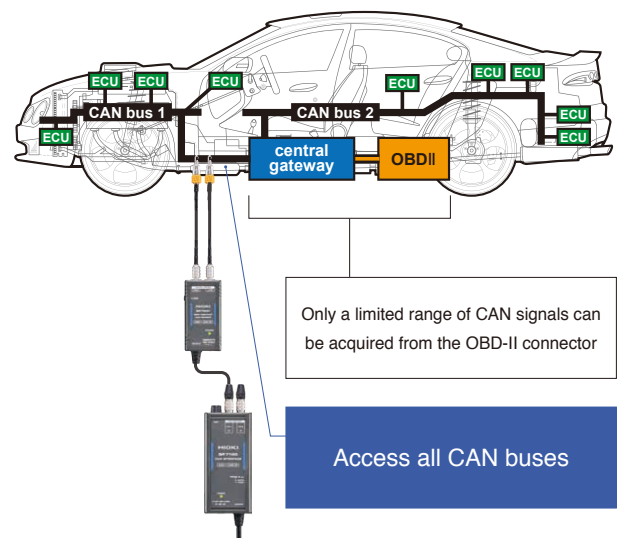 ECU
ECU
ECU
ECU
ECU
ECU
CAN bus 1
CAN bus 2
ECU
ECU
ECU
central
gateway
OBDII
Only a limited range of CAN signals can
be acquired from the OBD-II connector
Access all CAN buses
HIOKI